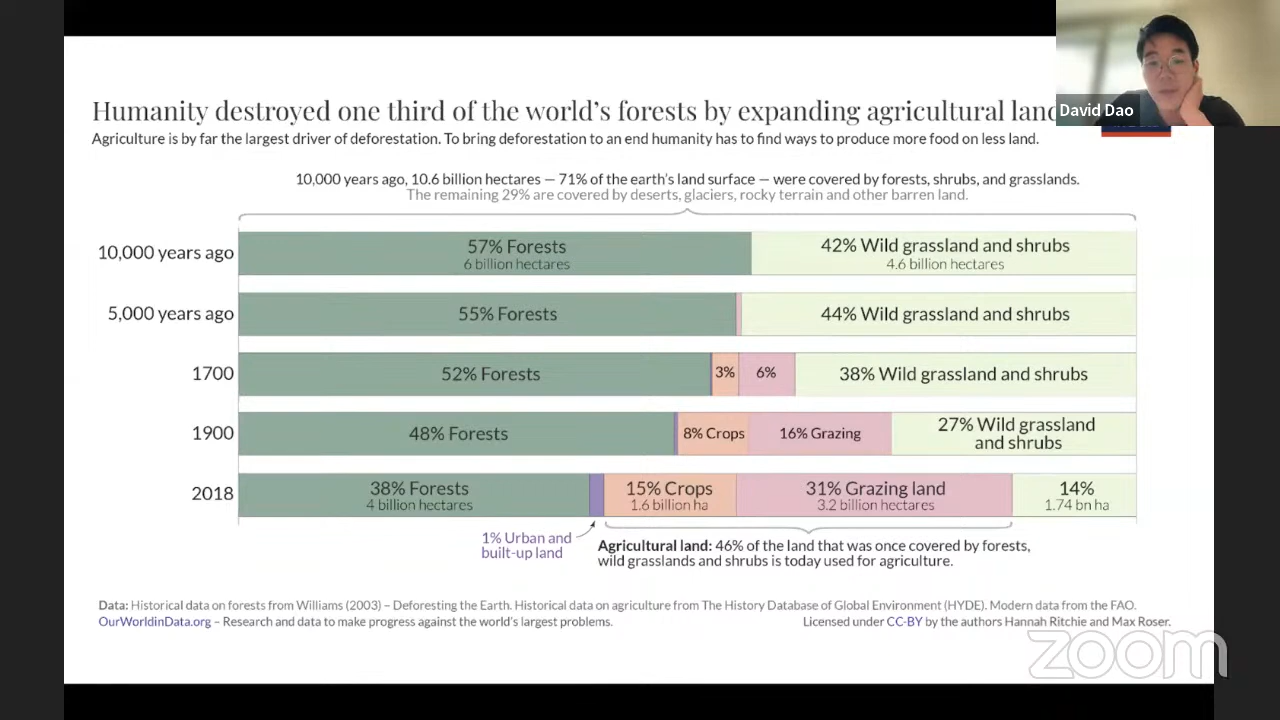 David Dao
Humanity destroyed one third of the world's forests by expanding agricultural land
Agriculture is by far the largest driver of deforestation. To bring deforestation to an end humanity has to find ways to produce more food on less land.
10,000 years ago, 10.6 billion hectares — 71% of the earth's land surface — were covered by forests, shrubs, and grasslands.
The remaining 29% are covered by deserts, glaciers, rocky terrain and other barren land.
10,000 years ago
57% Forests
6 billion hectares
42% Wild grassland and shrubs
4.6 billion hectares
5,000 years ago
55% Forests
44% Wild grassland and shrubs
1700
52% Forests
3%
6%
38% Wild grassland and shrubs
1900
48% Forests
8% Crops
16% Grazing
27% Wild grassland
and shrubs
2018
38% Forests
4 billion hectares
15% Crops
1.6 billion ha
31% Grazing land
3.2 billion hectares
14%
1.74 bn ha
1% Urban and
built-up land
Agricultural land: 46% of the land that was once covered by forests,
wild grasslands and shrubs is today used for agriculture.
Data: Historical data on forests from Williams (2003) – Deforesting the Earth. Historical data on agriculture from The History Database of Global Environment (HYDE). Modern data from the FAO.
OurWorldinData.org – Research and data to make progress against the world's largest problems.
Licensed under CC-BY by the authors Hannah Ritchie and Max Roser.
zoom